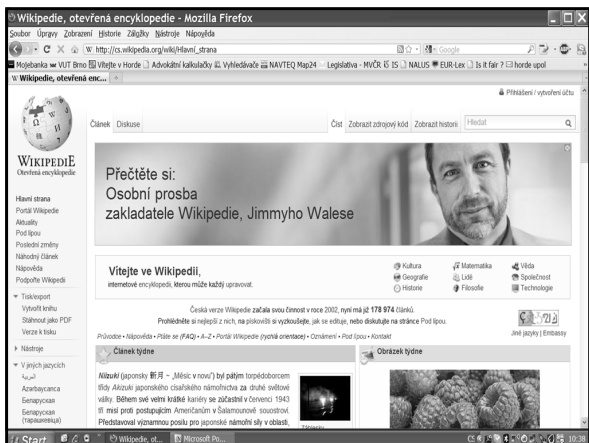 Wikipedie, otevřená encyklopedie - Mozilla Firefox
Soubor Úpravy Zobrazení Historie Záložky Nástroje Nápověda
http://cs.wikipedia.org/wiki/Hlavní_strana
Google
Mojebanka VUT Brno Vítejte v Horde Advokátní kalkulačky Vyhledávače NAVTEQ Map24 Legislativa - MVČR IS NALUS EUR-Lex Is it fair ? horde upol
Wikipedie, otevřená enc...
Přihlášení / vytvoření účtu
Článek Diskuse Číst Zobrazit zdrojový kód Zobrazit historii Hledat
WIKIPEDIE
Otevřená encyklopedie
Přečtěte si:
Osobní prosba
zakladatele Wikipedie, Jimmyho Walese
Hlavní strana
Portál Wikipedie
Aktuality
Pod lípou
Poslední změny
Náhodný článek
Nápověda
Podpořte Wikipedii
Tisk/export
Vytvořit knihu
Stáhnout jako PDF
Verze k tisku
Nástroje
V jiných jazycích
العربية
Azərbaycanca
Беларуская
Беларуская
(тарашкевіца)
Vítejte ve Wikipedii,
internetové encyklopedii, kterou může každý upravovat.
Kultura Matematika Věda
Geografie Lidé Společnost
Historie Filosofie Technologie
Česká verze Wikipedie začala svou činnost v roce 2002, nyní má již 178 974 článků.
Prohlédněte si nejlepší z nich, na pískovišti si vyzkoušejte, jak se edituje, nebo diskutujte na stránce Pod lípou.
Jiné jazyky | Embassy
Průvodce • Nápověda • Ptáte se (FAQ) • A–Z • Portál Wikipedie (rychlá orientace) • Oznámení • Pod lípou • Kontakt
Článek týdne
Obrázek týdne
Niizuki (japonsky 新月 ~ „Měsíc v novu") byl pátým torpédoborcem
třídy Akizuki japonského císařského námořnictva za druhé světové
války. Během své velmi krátké kariéry se zúčastnil v červenci 1943
tří misí proti postupujícím Američanům v Šalamounově souostroví.
Představoval významnou posilu pro japonské námořní síly v oblasti,
Start
Wikipedie, ot...
Microsoft Po...
CS
10:38